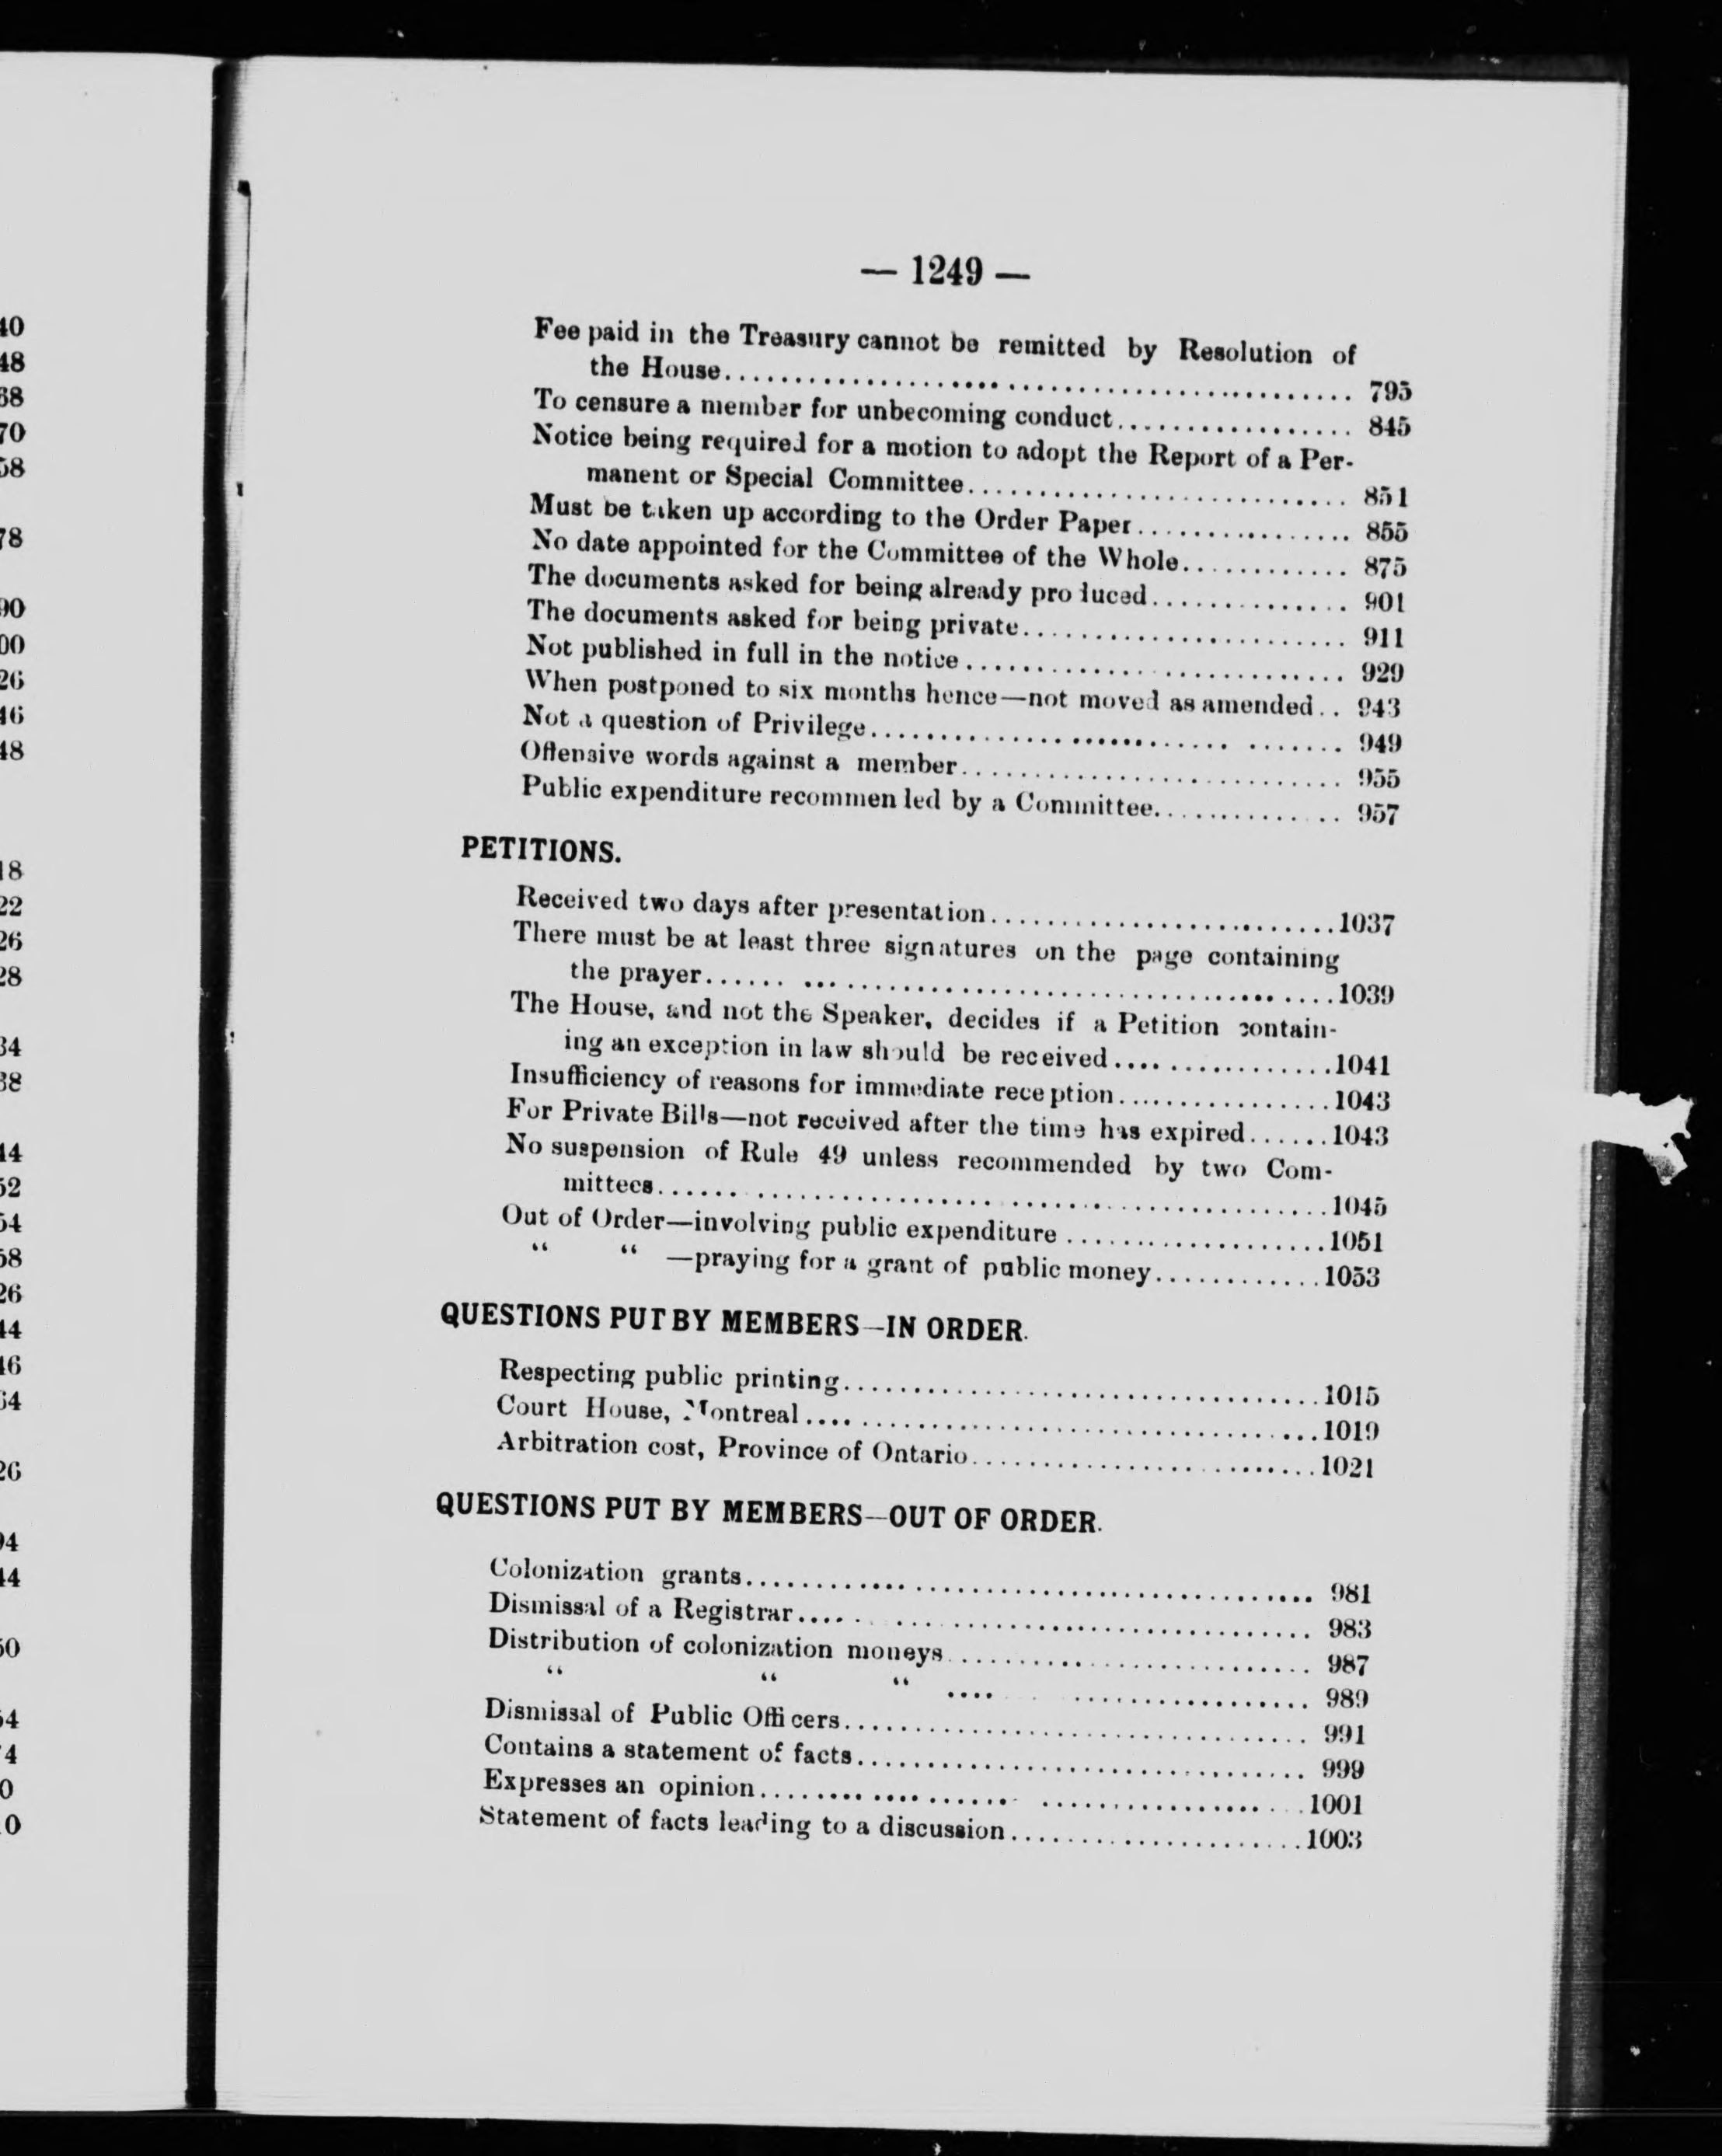 — 1249 —
Fee paid in the Treasury cannot be remitted by Resolution of
the House.......... 795
To censure a member for unbecoming conduct.......... 845
Notice being required for a motion to adopt the Report of a Per-
manent or Special Committee.......... 851
Must be taken up according to the Order Paper.......... 855
No date appointed for the Committee of the Whole.......... 875
The documents asked for being already pro luced.......... 901
The documents asked for being private.......... 911
Not published in full in the notice.......... 929
When postponed to six months hence—not moved as amended.. 943
Not a question of Privilege.......... 949
Offensive words against a member.......... 955
Public expenditure recommen led by a Committee.......... 957
PETITIONS.
Received two days after presentation..........1037
There must be at least three signatures on the page containing
the prayer..........1039
The House, and not the Speaker, decides if a Petition contain-
ing an exception in law should be received..........1041
Insufficiency of reasons for immediate reception..........1043
For Private Bills—not received after the time has expired......1043
No suspension of Rule 49 unless recommended by two Com-
mittees..........1045
Out of Order—involving public expenditure..........1051
“ “ —praying for a grant of public money..........1053
QUESTIONS PUT BY MEMBERS—IN ORDER.
Respecting public printing..........1015
Court House, Montreal..........1019
Arbitration cost, Province of Ontario..........1021
QUESTIONS PUT BY MEMBERS—OUT OF ORDER.
Colonization grants.......... 981
Dismissal of a Registrar.......... 983
Distribution of colonization moneys.......... 987
“ “ “ .......... 989
Dismissal of Public Officers.......... 991
Contains a statement of facts.......... 999
Expresses an opinion..........1001
Statement of facts leading to a discussion..........1003